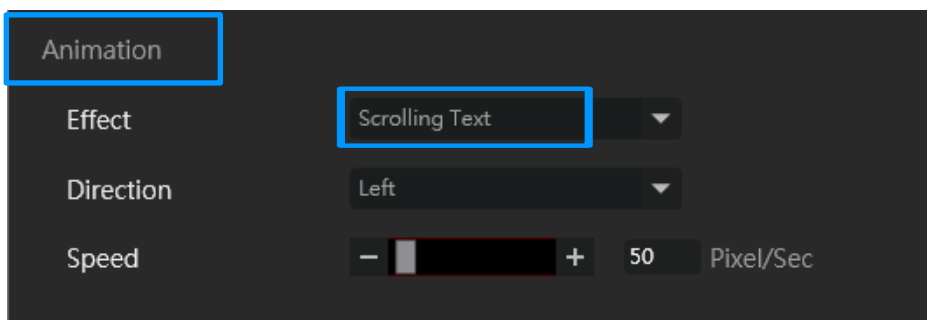 Animation
Effect Scrolling Text
Direction Left
Speed − + 50 Pixel/Sec